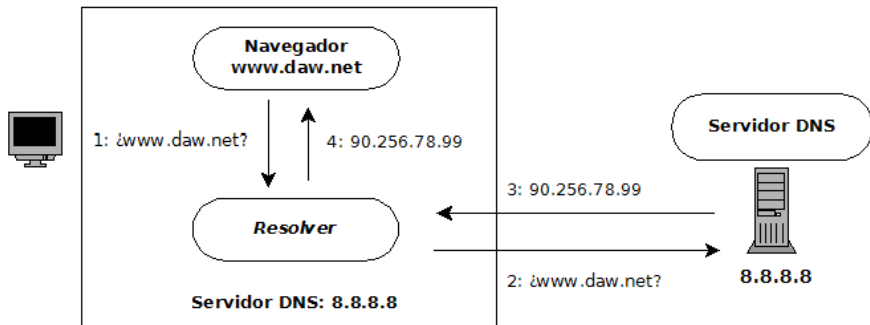 Navegador
www.daw.net
1: ¿www.daw.net?
4: 90.256.78.99
Resolver
Servidor DNS: 8.8.8.8
Servidor DNS
3: 90.256.78.99
2: ¿www.daw.net?
8.8.8.8